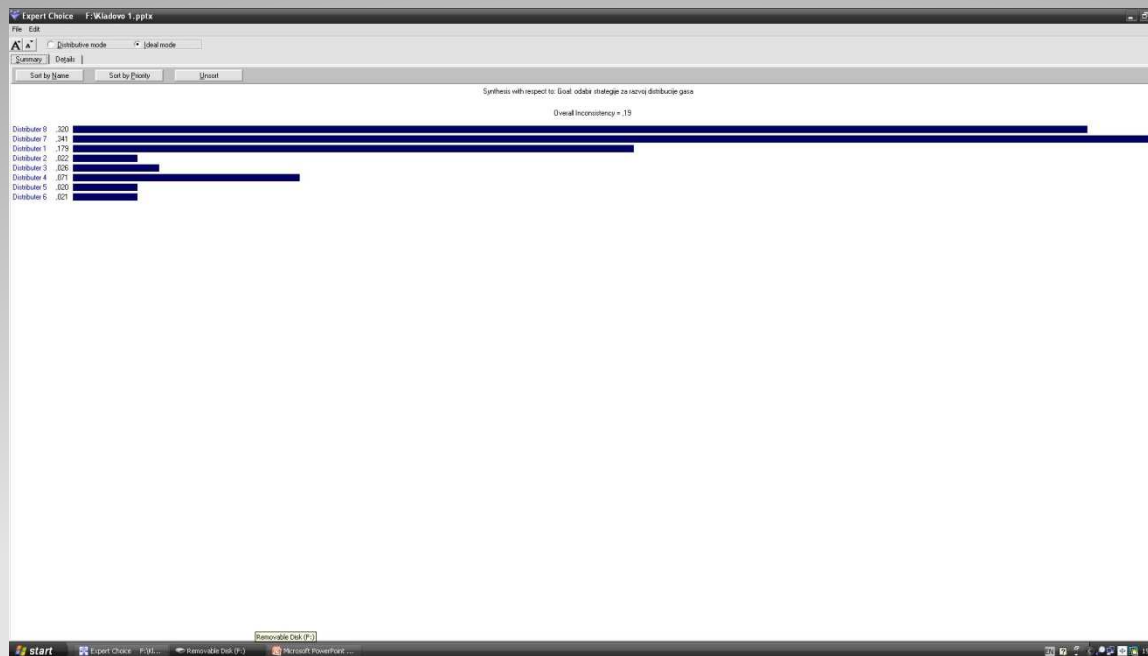 Expert Choice F:\Kladovo 1.pptx
File Edit
A A Distributive mode Ideal mode
Summary Details
Sort by Name Sort by Priority Unsort
Synthesis with respect to: Goal: odabir strategije za razvoj distribucije gasa
Overall Inconsistency = ,19
Distributer 8 ,320
Distributer 7 ,341
Distributer 1 ,179
Distributer 2 ,022
Distributer 3 ,026
Distributer 4 ,071
Distributer 5 ,020
Distributer 6 ,021
Removable Disk (F:)
start Expert Choice F:\Kl... Removable Disk (F:) Microsoft PowerPoint ...
EN